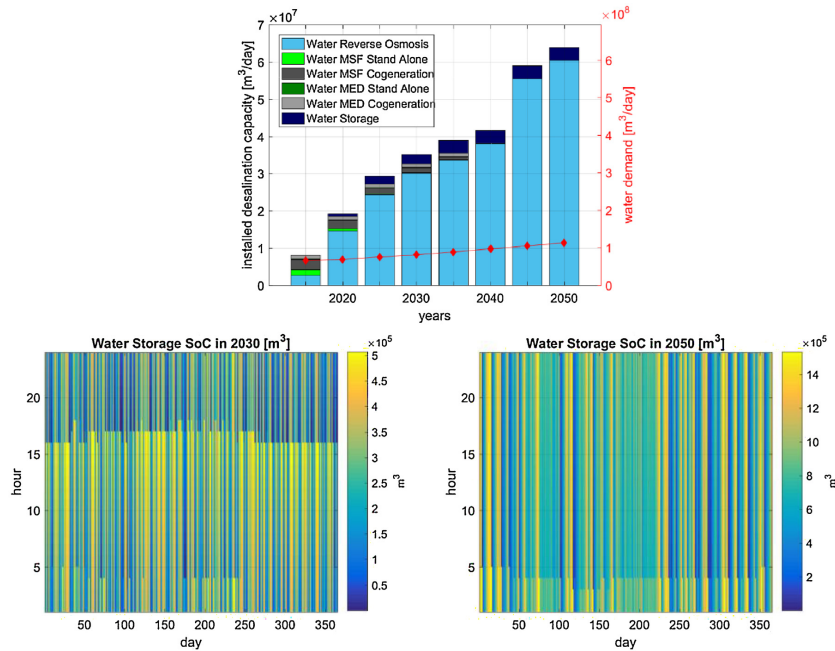 ×10⁷
×10⁸
7
6
5
4
3
2
1
0
installed desalination capacity [m³/day]
Water Reverse Osmosis
Water MSF Stand Alone
Water MSF Cogeneration
Water MED Stand Alone
Water MED Cogeneration
Water Storage
6
5
4
3
2
1
0
water demand [m³/day]
2020 2030 2040 2050
years
Water Storage SoC in 2030 [m³]
×10⁵
20
15
10
5
hour
50 100 150 200 250 300 350
day
5
4.5
4
3.5
3
2.5
2
1.5
1
0.5
m³
Water Storage SoC in 2050 [m³]
×10⁵
20
15
10
5
hour
50 100 150 200 250 300 350
day
14
12
10
8
6
4
2
m³